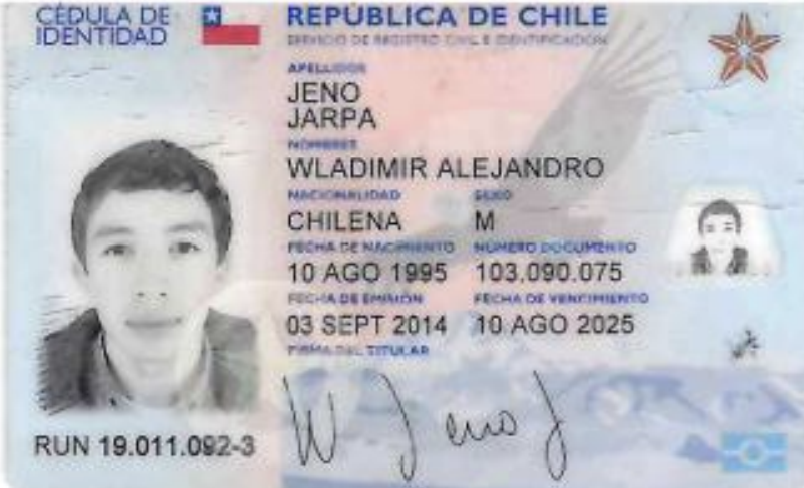 CÉDULA DE IDENTIDAD
REPÚBLICA DE CHILE
SERVICIO DE REGISTRO CIVIL E IDENTIFICACIÓN
APELLIDOS
JENO
JARPA
NOMBRES
WLADIMIR ALEJANDRO
NACIONALIDAD SEXO
CHILENA M
FECHA DE NACIMIENTO NÚMERO DOCUMENTO
10 AGO 1995 103.090.075
FECHA DE EMISIÓN FECHA DE VENCIMIENTO
03 SEPT 2014 10 AGO 2025
FIRMA DEL TITULAR
W Jeno J
RUN 19.011.092-3